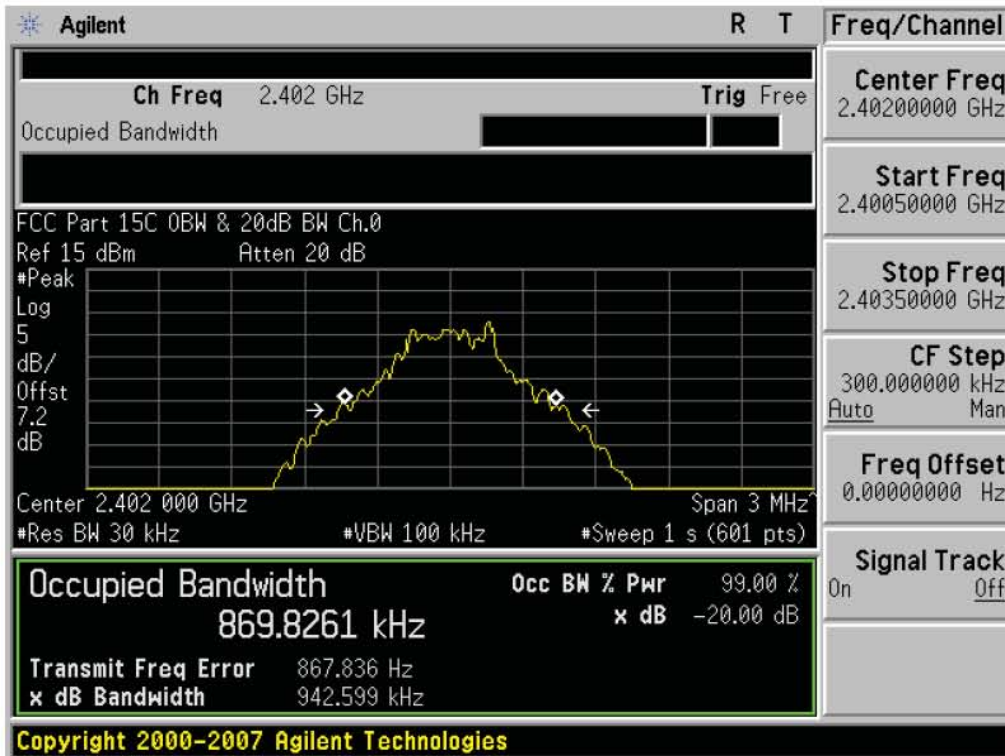 Agilent R T Freq/Channel
Ch Freq 2.402 GHz Trig Free
Occupied Bandwidth
FCC Part 15C OBW & 20dB BW Ch.0
Ref 15 dBm Atten 20 dB
#Peak
Log
5
dB/
Offst
7.2
dB
Center 2.402 000 GHz Span 3 MHz^
#Res BW 30 kHz #VBW 100 kHz #Sweep 1 s (601 pts)
Occupied Bandwidth
869.8261 kHz
Occ BW % Pwr 99.00 %
x dB -20.00 dB
Transmit Freq Error 867.836 Hz
x dB Bandwidth 942.599 kHz
Center Freq
2.40200000 GHz
Start Freq
2.40050000 GHz
Stop Freq
2.40350000 GHz
CF Step
300.000000 kHz
Auto Man
Freq Offset
0.00000000 Hz
Signal Track
On Off
Copyright 2000-2007 Agilent Technologies